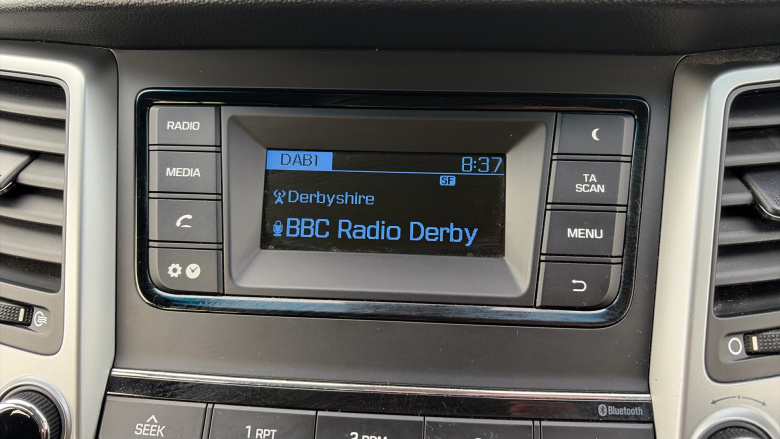 RADIO
MEDIA
DAB1 8:37
SF
Derbyshire
BBC Radio Derby
TA
SCAN
MENU
Bluetooth
SEEK
1 RPT